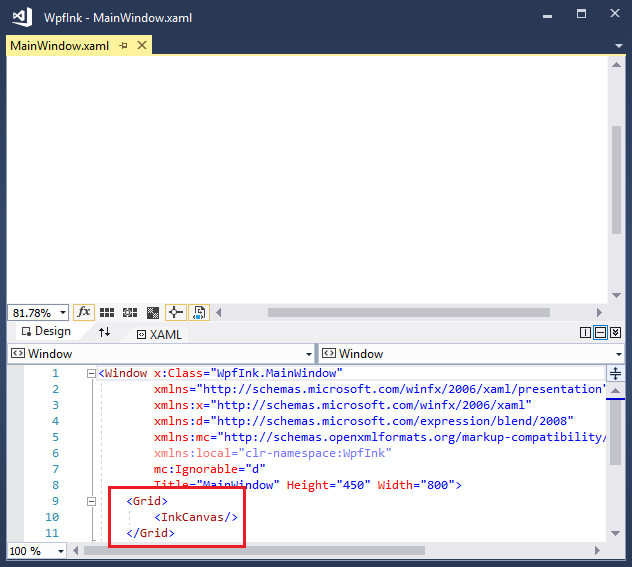 WpfInk - MainWindow.xaml
MainWindow.xaml
81.78%
fx
Design
XAML
Window
Window
1 <Window x:Class="WpfInk.MainWindow"
2 xmlns="http://schemas.microsoft.com/winfx/2006/xaml/presentation"
3 xmlns:x="http://schemas.microsoft.com/winfx/2006/xaml"
4 xmlns:d="http://schemas.microsoft.com/expression/blend/2008"
5 xmlns:mc="http://schemas.openxmlformats.org/markup-compatibility/
6 xmlns:local="clr-namespace:WpfInk"
7 mc:Ignorable="d"
8 Title="MainWindow" Height="450" Width="800">
9 <Grid>
10 <InkCanvas/>
11 </Grid>
100 %